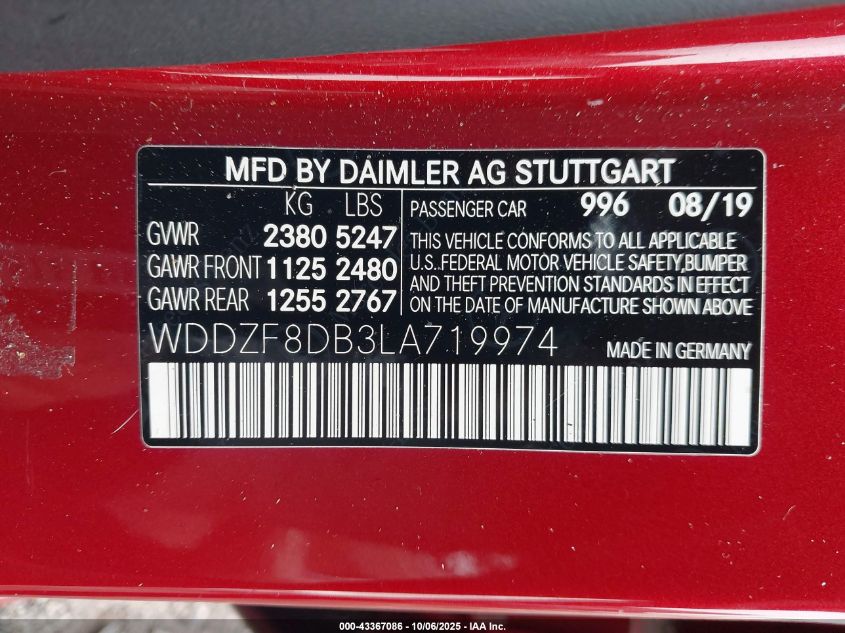 MFD BY DAIMLER AG STUTTGART
KG LBS
GVWR 2380 5247
GAWR FRONT 1125 2480
GAWR REAR 1255 2767
PASSENGER CAR 996 08/19
THIS VEHICLE CONFORMS TO ALL APPLICABLE
U.S. FEDERAL MOTOR VEHICLE SAFETY,BUMPER
AND THEFT PREVENTION STANDARDS IN EFFECT
ON THE DATE OF MANUFACTURE SHOWN ABOVE
WDDZF8DB3LA719974 MADE IN GERMANY
000-43367086 - 10/06/2025 - IAA Inc.